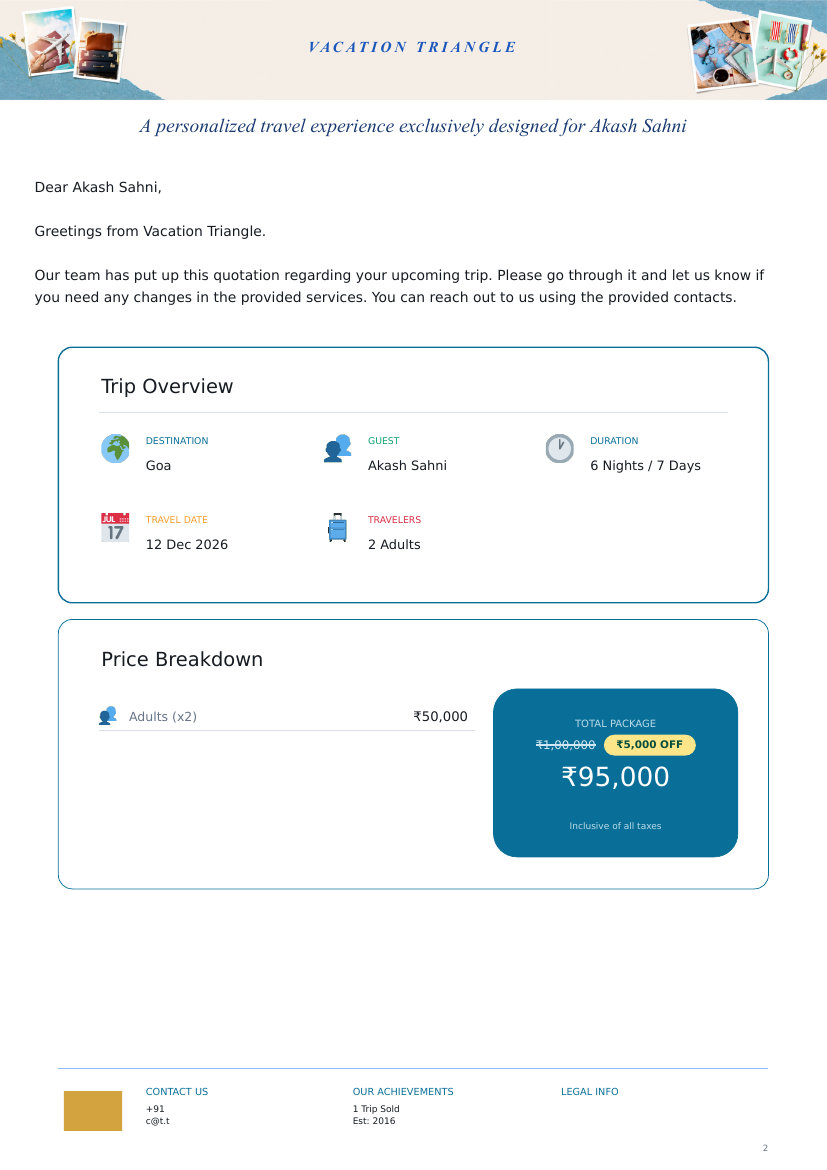 VACATION TRIANGLE
A personalized travel experience exclusively designed for Akash Sahni
Dear Akash Sahni,
Greetings from Vacation Triangle.
Our team has put up this quotation regarding your upcoming trip. Please go through it and let us know if
you need any changes in the provided services. You can reach out to us using the provided contacts.
Trip Overview
DESTINATION
Goa
GUEST
Akash Sahni
DURATION
6 Nights / 7 Days
JUL
17
TRAVEL DATE
12 Dec 2026
TRAVELERS
2 Adults
Price Breakdown
Adults (x2) ₹50,000
TOTAL PACKAGE
₹1,00,000 ₹5,000 OFF
₹95,000
Inclusive of all taxes
CONTACT US
+91
c@t.t
OUR ACHIEVEMENTS
1 Trip Sold
Est: 2016
LEGAL INFO
2